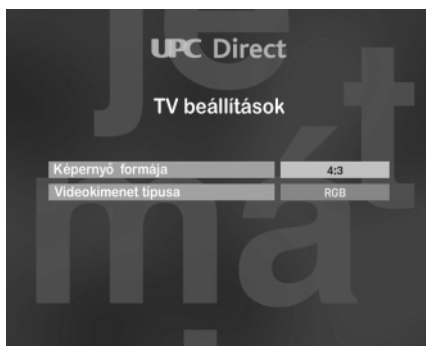 UPC Direct
TV beállítások
Képernyő formája 4:3
Videokimenet típusa RGB